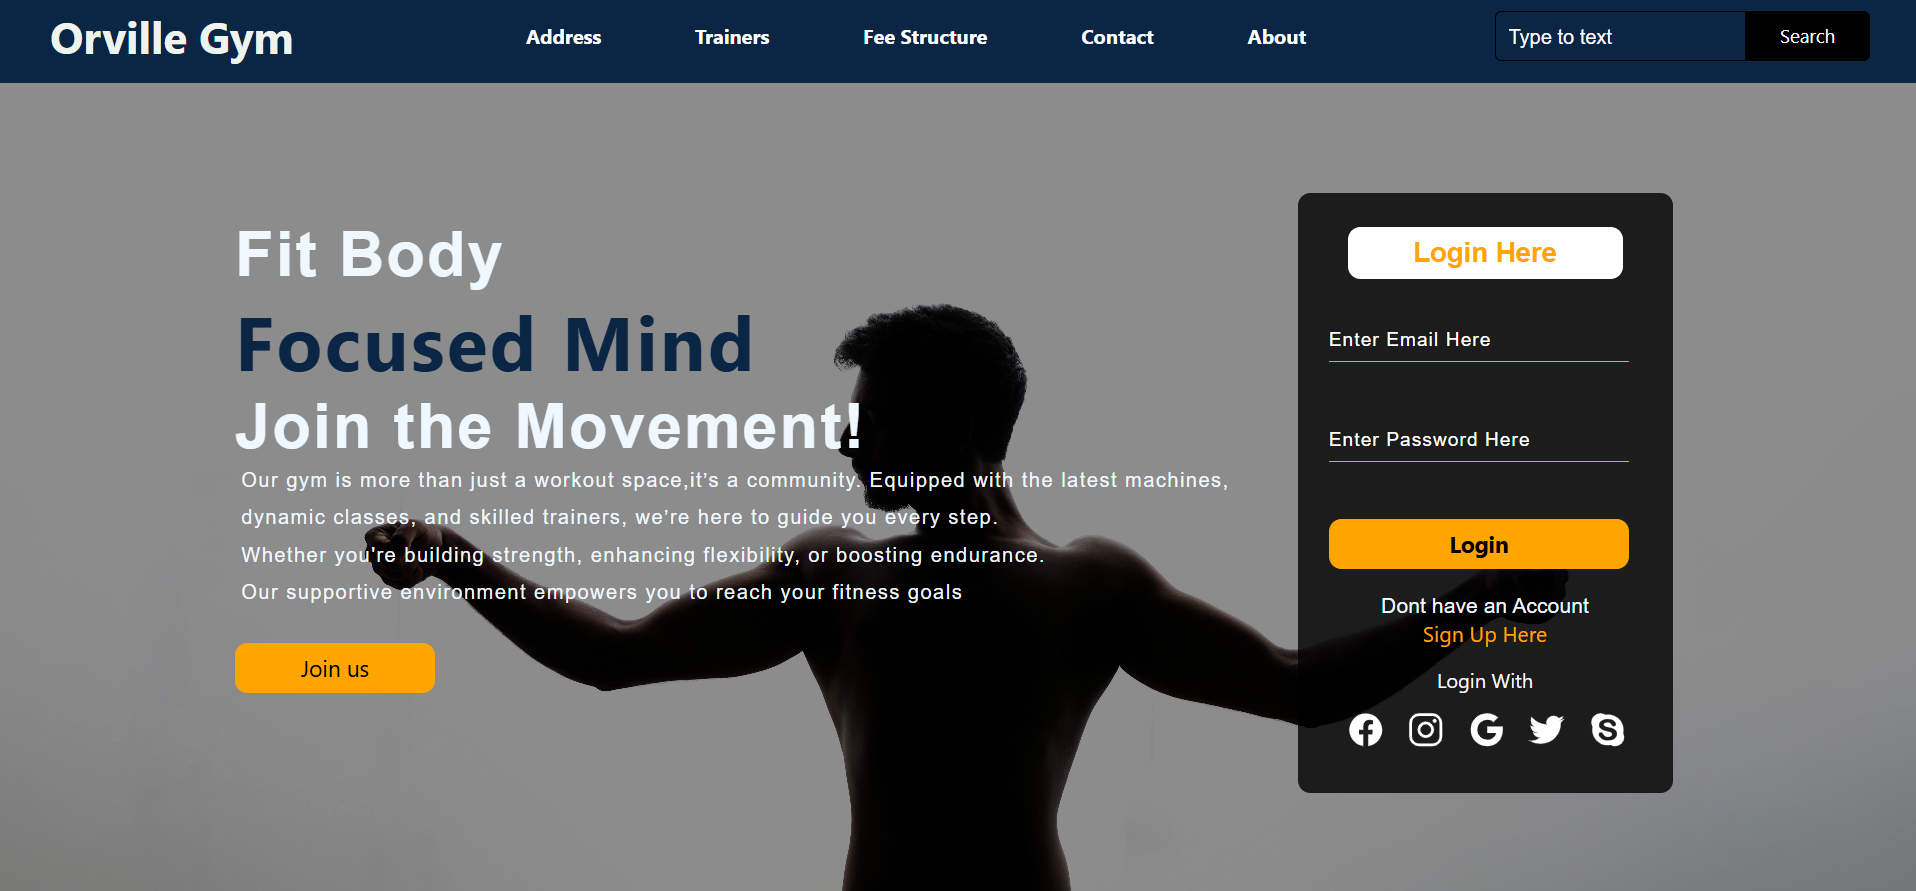 Orville Gym
Address
Trainers
Fee Structure
Contact
About
Type to text
Search
Fit Body
Focused Mind
Join the Movement!
Our gym is more than just a workout space,it’s a community. Equipped with the latest machines,
dynamic classes, and skilled trainers, we’re here to guide you every step.
Whether you're building strength, enhancing flexibility, or boosting endurance.
Our supportive environment empowers you to reach your fitness goals
Join us
Login Here
Enter Email Here
Enter Password Here
Login
Dont have an Account
Sign Up Here
Login With